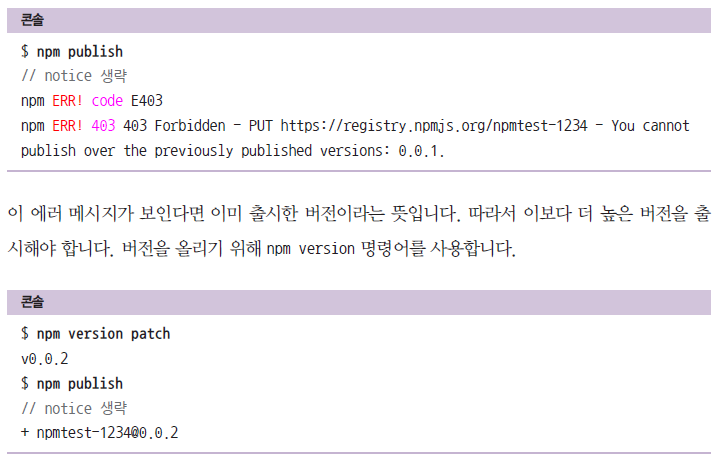 콘솔
$ npm publish
// notice 생략
npm ERR! code E403
npm ERR! 403 403 Forbidden - PUT https://registry.npmjs.org/npmtest-1234 - You cannot
publish over the previously published versions: 0.0.1.
이 에러 메시지가 보인다면 이미 출시한 버전이라는 뜻입니다. 따라서 이보다 더 높은 버전을 출
시해야 합니다. 버전을 올리기 위해 npm version 명령어를 사용합니다.
콘솔
$ npm version patch
v0.0.2
$ npm publish
// notice 생략
+ npmtest-1234@0.0.2